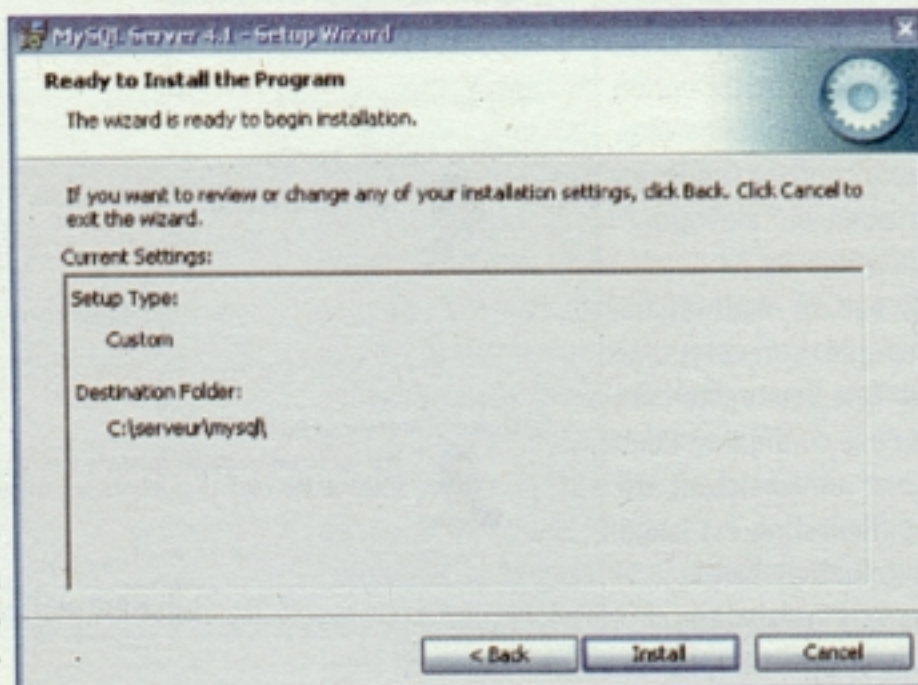 MySQL Server 4.1 - Setup Wizard
Ready to Install the Program
The wizard is ready to begin installation.
If you want to review or change any of your installation settings, click Back. Click Cancel to
exit the wizard.
Current Settings:
Setup Type:
Custom
Destination Folder:
C:\serveur\mysql\
< Back
Install
Cancel